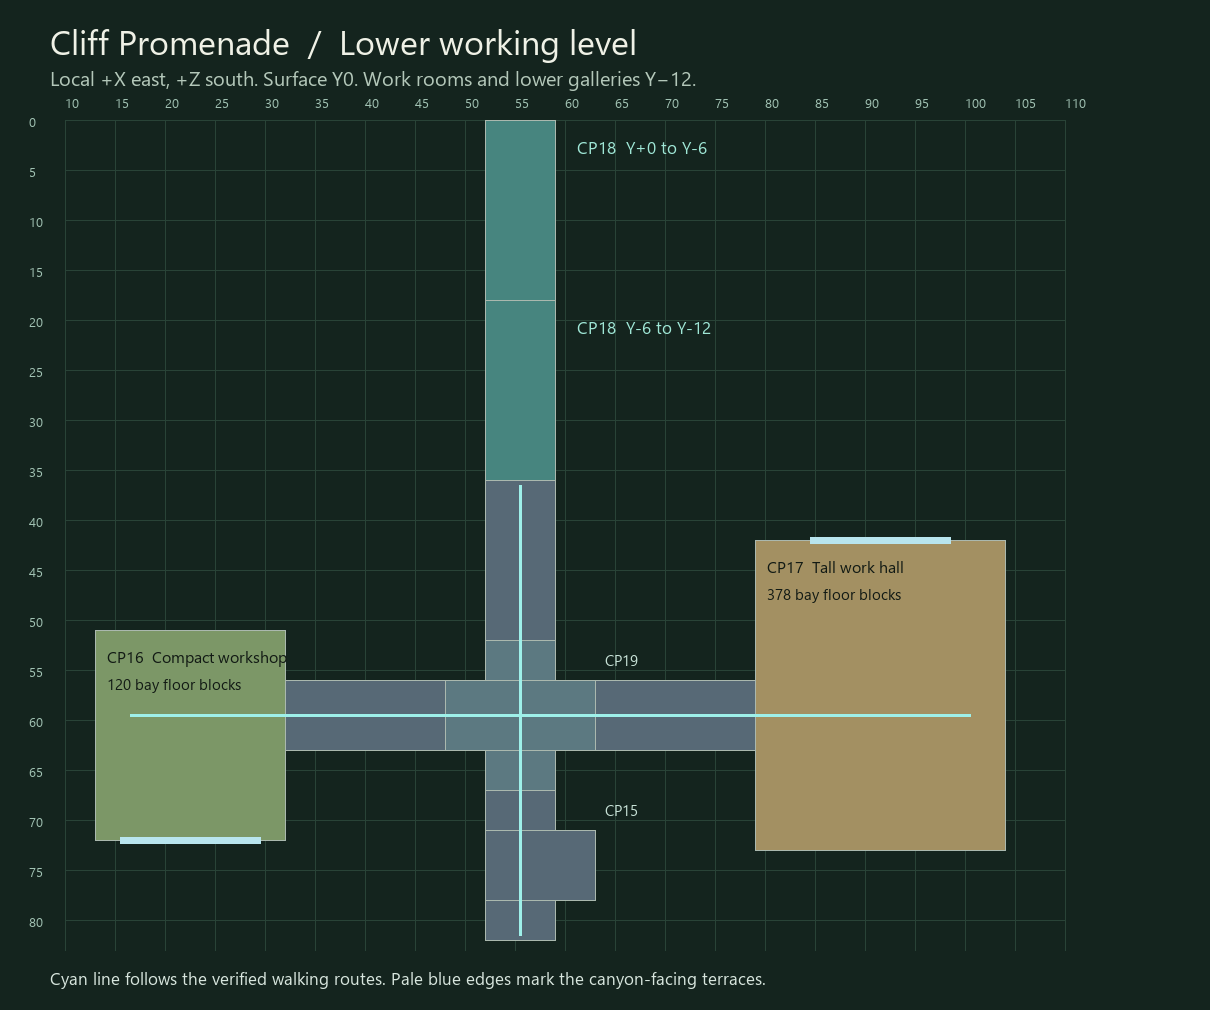 Cliff Promenade / Lower working level
Local +X east, +Z south. Surface Y0. Work rooms and lower galleries Y−12.
10 15 20 25 30 35 40 45 50 55 60 65 70 75 80 85 90 95 100 105 110
0
CP18 Y+0 to Y-6
5
10
15
20
CP18 Y-6 to Y-12
25
30
35
40
45
CP17 Tall work hall
378 bay floor blocks
50
CP16 Compact workshop
CP19
55
120 bay floor blocks
60
65
70
CP15
75
80
Cyan line follows the verified walking routes. Pale blue edges mark the canyon-facing terraces.